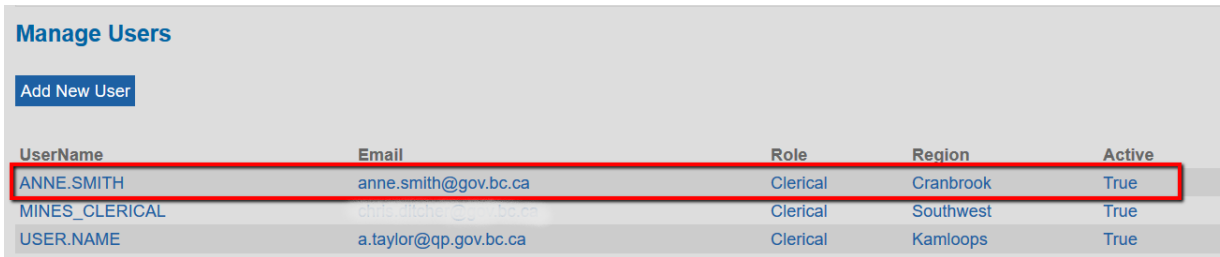 Manage Users
Add New User
UserName Email Role Region Active
ANNE.SMITH anne.smith@gov.bc.ca Clerical Cranbrook True
MINES_CLERICAL Clerical Southwest True
USER.NAME a.taylor@qp.gov.bc.ca Clerical Kamloops True